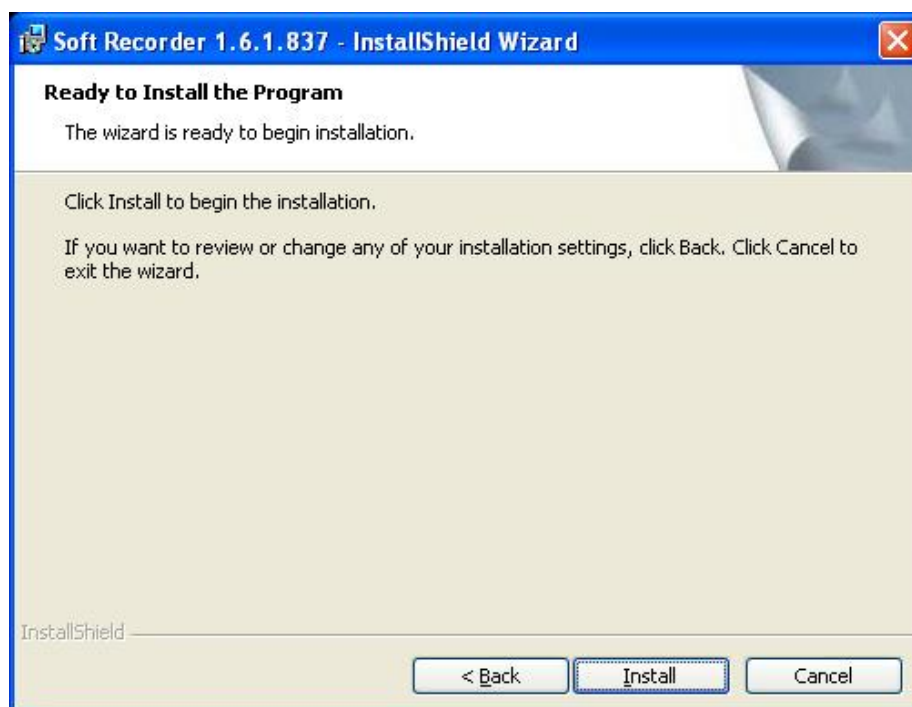 Soft Recorder 1.6.1.837 - InstallShield Wizard
Ready to Install the Program
The wizard is ready to begin installation.
Click Install to begin the installation.
If you want to review or change any of your installation settings, click Back. Click Cancel to
exit the wizard.
InstallShield
< Back Install Cancel